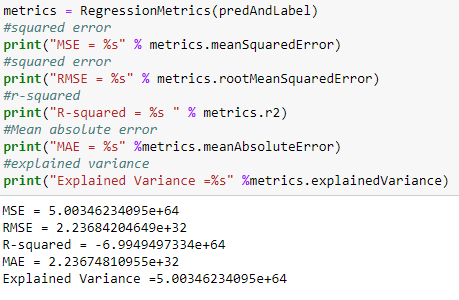 metrics = RegressionMetrics(predAndLabel)
#squared error
print("MSE = %s" % metrics.meanSquaredError)
#squared error
print("RMSE = %s" % metrics.rootMeanSquaredError)
#r-squared
print("R-squared = %s " % metrics.r2)
#Mean absolute error
print("MAE = %s" %metrics.meanAbsoluteError)
#explained variance
print("Explained Variance =%s" %metrics.explainedVariance)
MSE = 5.00346234095e+64
RMSE = 2.23684204649e+32
R-squared = -6.9949497334e+64
MAE = 2.23674810955e+32
Explained Variance =5.00346234095e+64